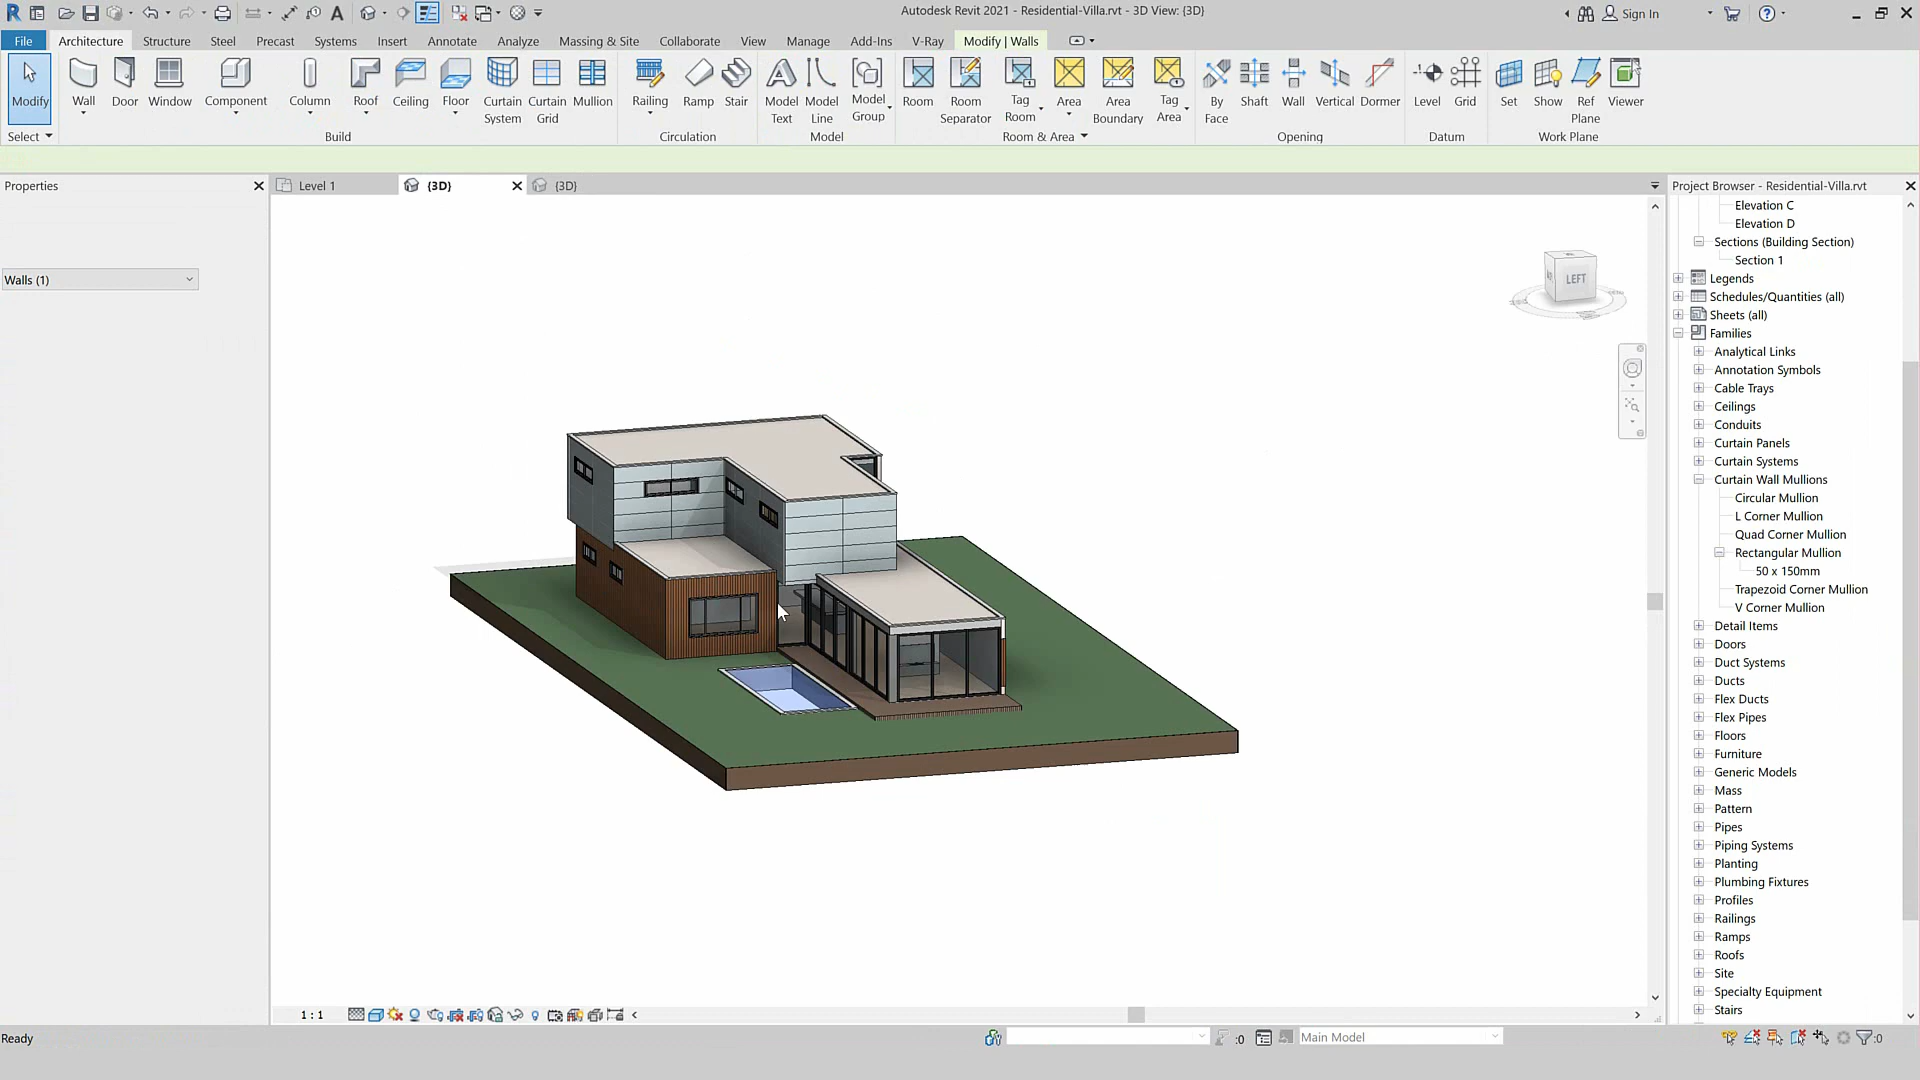 Autodesk Revit 2021 - Residential-Villa.rvt - 3D View: {3D}
Sign In
File Architecture Structure Steel Precast Systems Insert Annotate Analyze Massing & Site Collaborate View Manage Add-Ins V-Ray Modify | Walls
Modify
Wall
Door
Window
Component
Column
Roof
Ceiling
Floor
Curtain System
Curtain Grid
Mullion
Railing
Ramp
Stair
Model Text
Model Line
Model Group
Room
Room Separator
Tag Room
Area
Area Boundary
Tag Area
By Face
Shaft
Wall
Vertical
Dormer
Level
Grid
Set
Show
Ref Plane
Viewer
Select
Build
Circulation
Model
Room & Area
Opening
Datum
Work Plane
Properties
Walls (1)
Level 1
{3D}
{3D}
LEFT
Project Browser - Residential-Villa.rvt
Elevation C
Elevation D
Sections (Building Section)
Section 1
Legends
Schedules/Quantities (all)
Sheets (all)
Families
Analytical Links
Annotation Symbols
Cable Trays
Ceilings
Conduits
Curtain Panels
Curtain Systems
Curtain Wall Mullions
Circular Mullion
L Corner Mullion
Quad Corner Mullion
Rectangular Mullion
50 x 150mm
Trapezoid Corner Mullion
V Corner Mullion
Detail Items
Doors
Duct Systems
Ducts
Flex Ducts
Flex Pipes
Floors
Furniture
Generic Models
Mass
Pattern
Pipes
Piping Systems
Planting
Plumbing Fixtures
Profiles
Railings
Ramps
Roofs
Site
Specialty Equipment
Stairs
1 : 1
Ready
:0
Main Model
:0